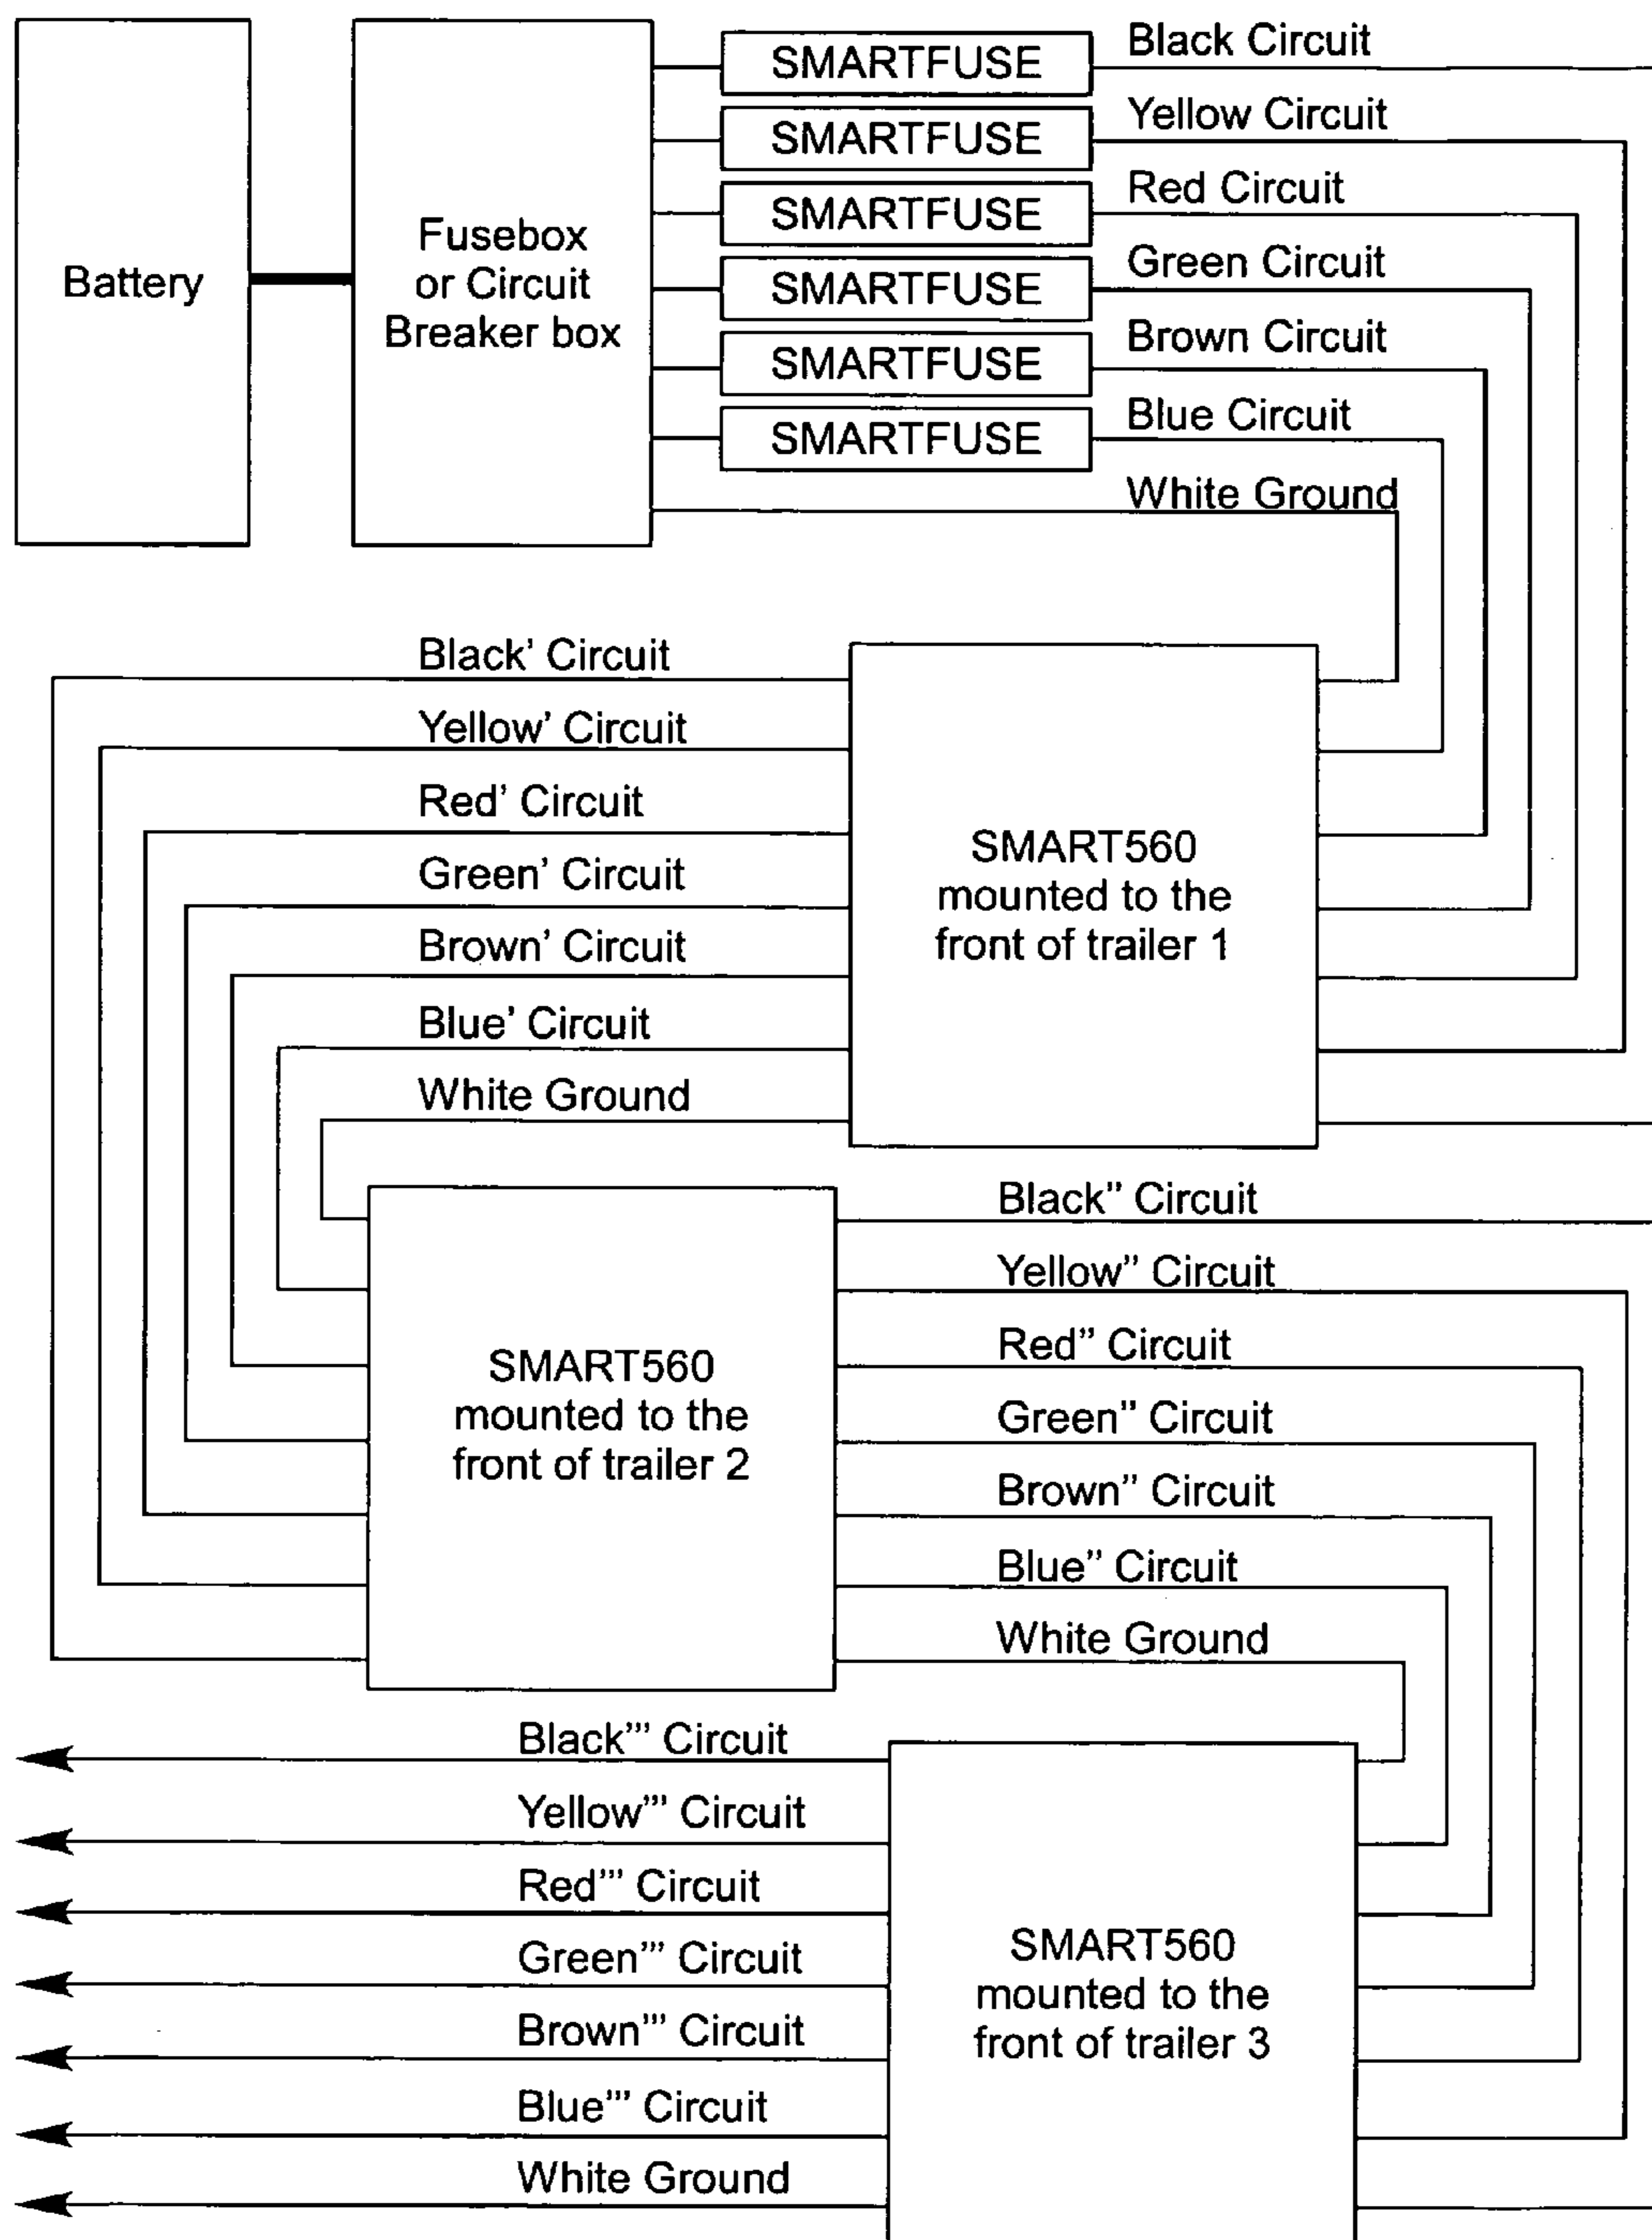 Battery
Fusebox
or Circuit
Breaker box
SMARTFUSE
Black Circuit
SMARTFUSE
Yellow Circuit
SMARTFUSE
Red Circuit
SMARTFUSE
Green Circuit
SMARTFUSE
Brown Circuit
SMARTFUSE
Blue Circuit
White Ground
Black' Circuit
Yellow' Circuit
Red' Circuit
Green' Circuit
Brown' Circuit
Blue' Circuit
White Ground
SMART560
mounted to the
front of trailer 1
SMART560
mounted to the
front of trailer 2
Black" Circuit
Yellow" Circuit
Red" Circuit
Green" Circuit
Brown" Circuit
Blue" Circuit
White Ground
Black"' Circuit
Yellow"' Circuit
Red"' Circuit
Green"' Circuit
Brown"' Circuit
Blue"' Circuit
White Ground
SMART560
mounted to the
front of trailer 3